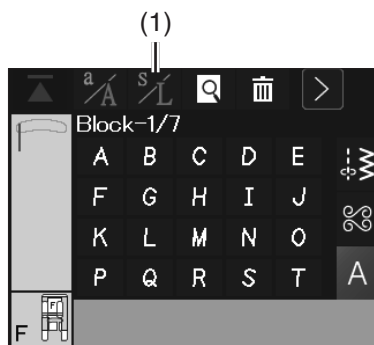 (1)
a/Á S/Ĺ >
Block-1/7
A B C D E
F G H I J
K L M N O
P Q R S T A
F F